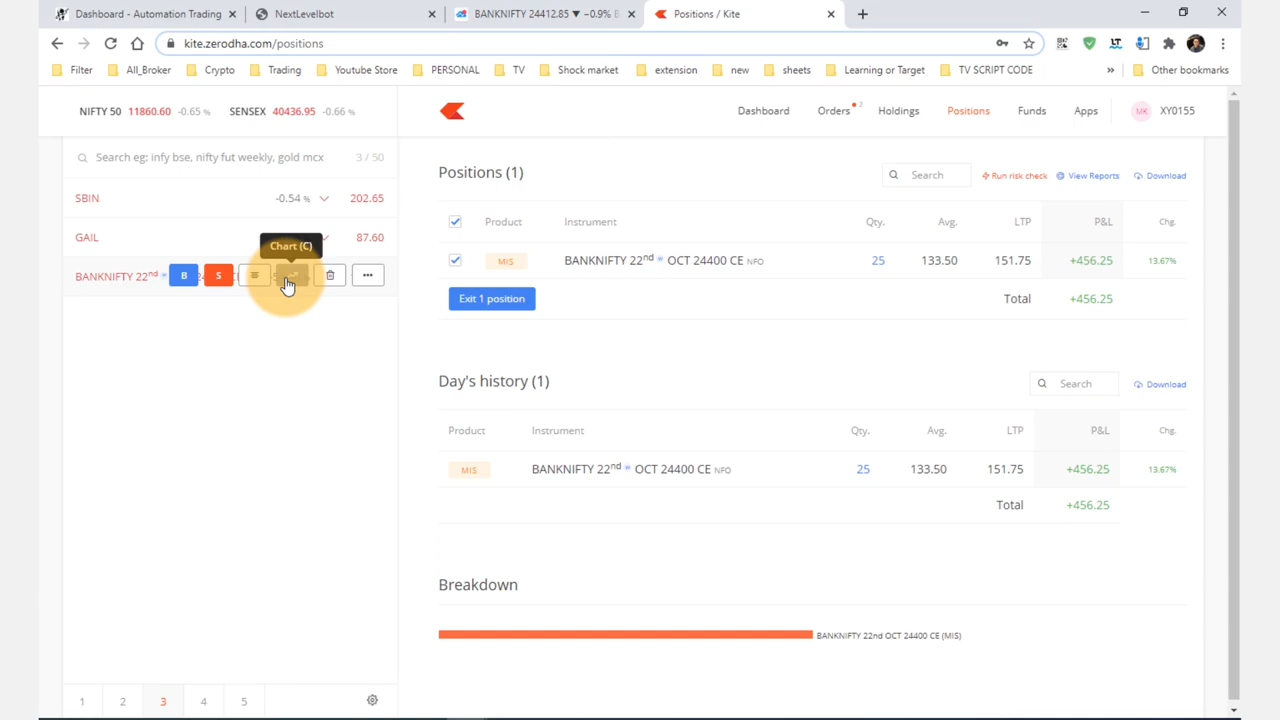 Dashboard - Automation Trading
NextLevelbot
BANKNIFTY 24412.85 ▼ −0.9% B
Positions / Kite
kite.zerodha.com/positions
Filter
All_Broker
Crypto
Trading
Youtube Store
PERSONAL
TV
Shock market
extension
new
sheets
Learning or Target
TV SCRIPT CODE
»
Other bookmarks
NIFTY 50 11860.60 -0.65 %
SENSEX 40436.95 -0.66 %
Dashboard
Orders 2
Holdings
Positions
Funds
Apps
MK
XY0155
Search eg: infy bse, nifty fut weekly, gold mcx
3 / 50
SBIN -0.54 % 202.65
GAIL 87.60
Chart (C)
BANKNIFTY 22nd
B
S
Positions (1)
Search
Run risk check
View Reports
Download
Product Instrument Qty. Avg. LTP P&L Chg.
MIS BANKNIFTY 22nd OCT 24400 CE NFO 25 133.50 151.75 +456.25 13.67%
Exit 1 position
Total +456.25
Day's history (1)
Search
Download
Product Instrument Qty. Avg. LTP P&L Chg.
MIS BANKNIFTY 22nd OCT 24400 CE NFO 25 133.50 151.75 +456.25 13.67%
Total +456.25
Breakdown
BANKNIFTY 22nd OCT 24400 CE (MIS)
1 2 3 4 5